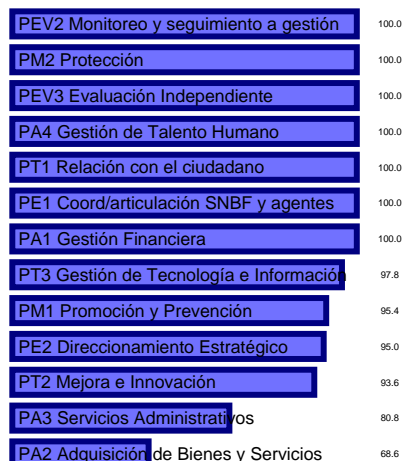 PEV2 Monitoreo y seguimiento a gestión 100.0
PM2 Protección 100.0
PEV3 Evaluación Independiente 100.0
PA4 Gestión de Talento Humano 100.0
PT1 Relación con el ciudadano 100.0
PE1 Coord/articulación SNBF y agentes 100.0
PA1 Gestión Financiera 100.0
PT3 Gestión de Tecnología e Información 97.8
PM1 Promoción y Prevención 95.4
PE2 Direccionamiento Estratégico 95.0
PT2 Mejora e Innovación 93.6
PA3 Servicios Administrativos 80.8
PA2 Adquisición de Bienes y Servicios 68.6